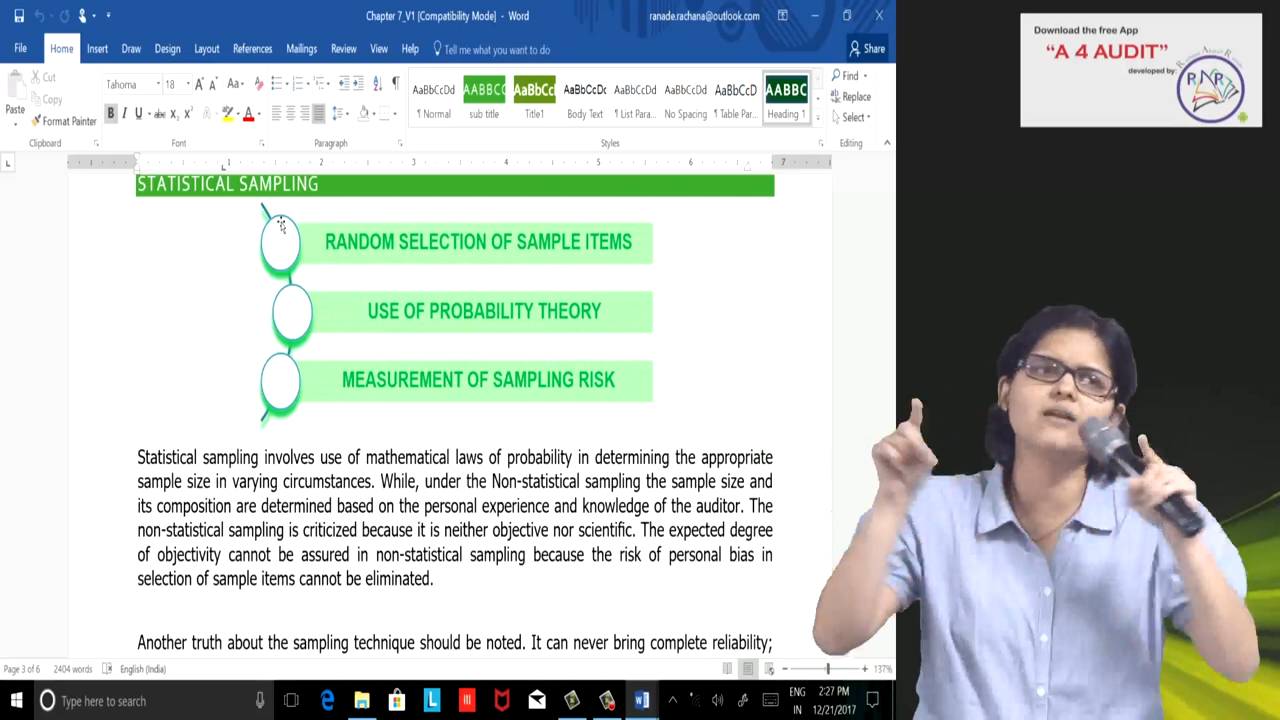 Chapter 7_V1 [Compatibility Mode] - Word
ranade.rachana@outlook.com
File Home Insert Draw Design Layout References Mailings Review View Help Tell me what you want to do Share
Paste
Cut
Copy
Format Painter
Clipboard
Tahoma 18
Font
Paragraph
AaBbCcDd ¶ Normal
AABBCC sub title
AaBbCcI Title1
AaBbCcDc Body Text
AaBbCcDd ¶ List Para...
AaBbCcDd No Spacing
AaBbCcD ¶ Table Par...
AABBC Heading 1
Styles
Find
Replace
Select
Editing
1 2 3 4 5 6 7
STATISTICAL SAMPLING
RANDOM SELECTION OF SAMPLE ITEMS
USE OF PROBABILITY THEORY
MEASUREMENT OF SAMPLING RISK
Statistical sampling involves use of mathematical laws of probability in determining the appropriate
sample size in varying circumstances. While, under the Non-statistical sampling the sample size and
its composition are determined based on the personal experience and knowledge of the auditor. The
non-statistical sampling is criticized because it is neither objective nor scientific. The expected degree
of objectivity cannot be assured in non-statistical sampling because the risk of personal bias in
selection of sample items cannot be eliminated.
Another truth about the sampling technique should be noted. It can never bring complete reliability;
Page 3 of 6 2404 words English (India) 137%
Type here to search
ENG
IN
2:27 PM
12/21/2017
Download the free App
"A 4 AUDIT"
developed by:
RNR